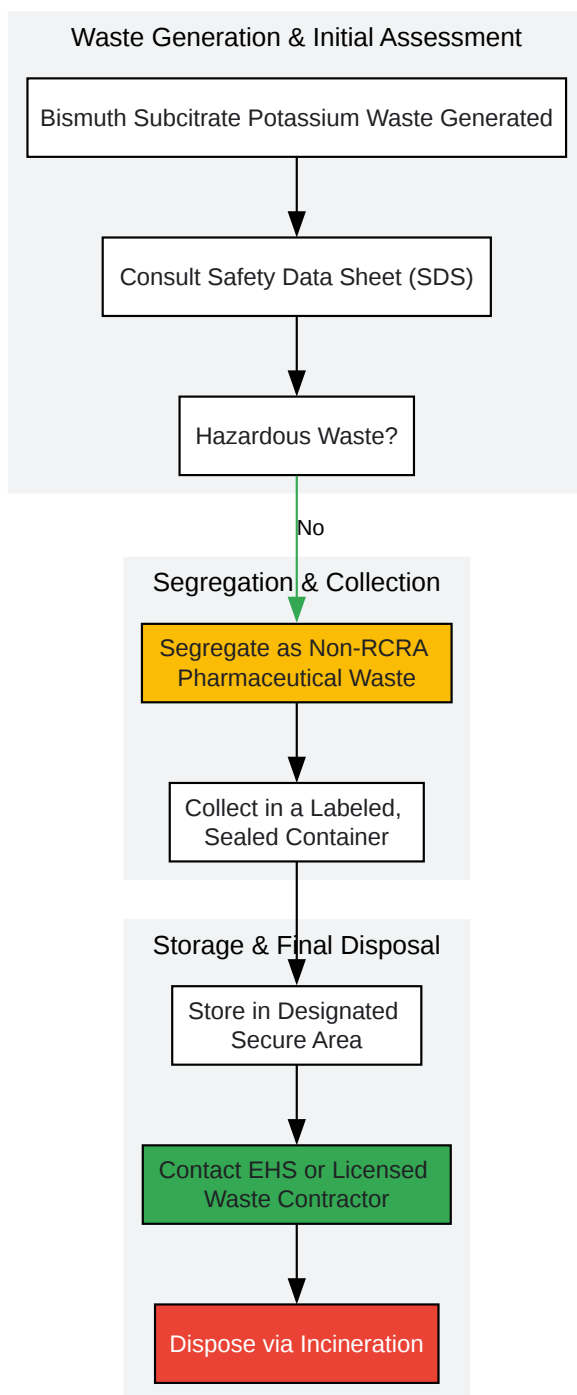 Waste Generation & Initial Assessment
Bismuth Subcitrate Potassium Waste Generated
Consult Safety Data Sheet (SDS)
Hazardous Waste?
No
Segregation & Collection
Segregate as Non-RCRA
Pharmaceutical Waste
Collect in a Labeled,
Sealed Container
Storage & Final Disposal
Store in Designated
Secure Area
Contact EHS or Licensed
Waste Contractor
Dispose via Incineration